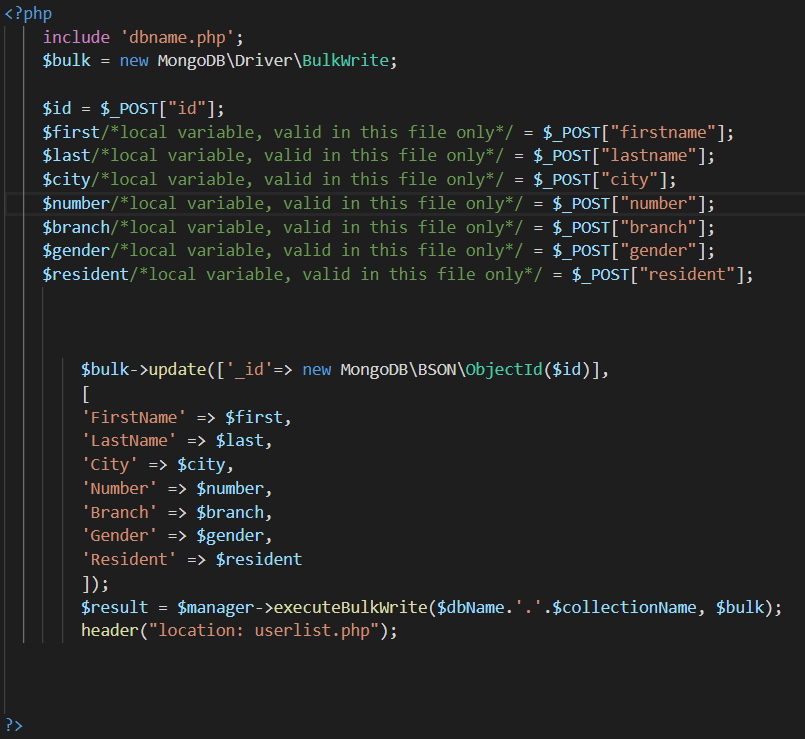 <?php
include 'dbname.php';
$bulk = new MongoDB\Driver\BulkWrite;
$id = $_POST["id"];
$first/*local variable, valid in this file only*/ = $_POST["firstname"];
$last/*local variable, valid in this file only*/ = $_POST["lastname"];
$city/*local variable, valid in this file only*/ = $_POST["city"];
$number/*local variable, valid in this file only*/ = $_POST["number"];
$branch/*local variable, valid in this file only*/ = $_POST["branch"];
$gender/*local variable, valid in this file only*/ = $_POST["gender"];
$resident/*local variable, valid in this file only*/ = $_POST["resident"];
$bulk->update(['_id'=> new MongoDB\BSON\ObjectId($id)],
[
'FirstName' => $first,
'LastName' => $last,
'City' => $city,
'Number' => $number,
'Branch' => $branch,
'Gender' => $gender,
'Resident' => $resident
]);
$result = $manager->executeBulkWrite($dbName.'.'.$collectionName, $bulk);
header("location: userlist.php");
?>